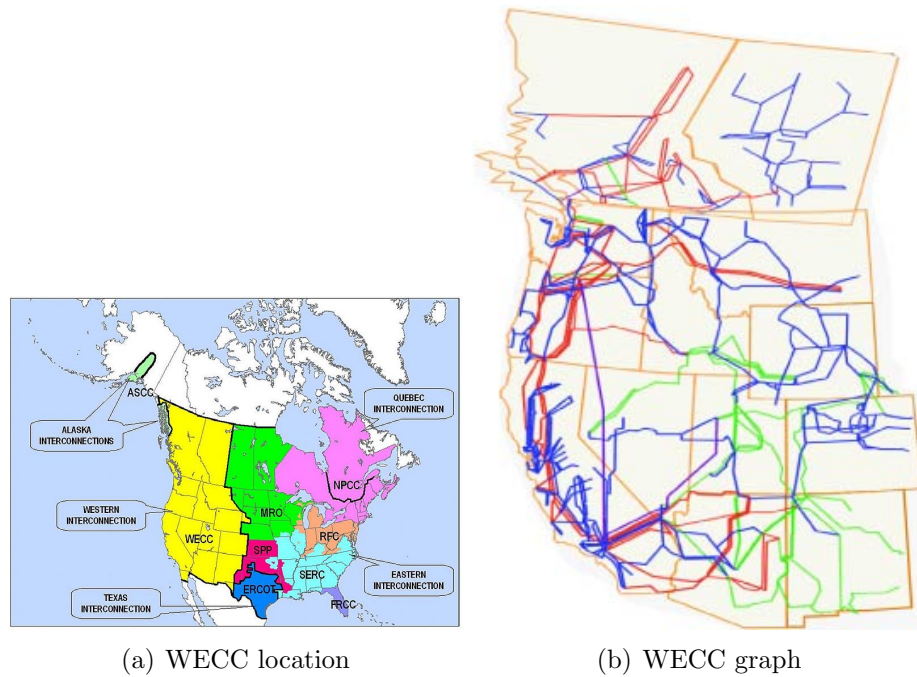 ASCC
ALASKA
INTERCONNECTIONS
QUEBEC
INTERCONNECTION
NPCC
WESTERN
INTERCONNECTION
MRO
WECC
RFC
SPP
SERC
EASTERN
INTERCONNECTION
ERCOT
TEXAS
INTERCONNECTION
FRCC
(a) WECC location
(b) WECC graph